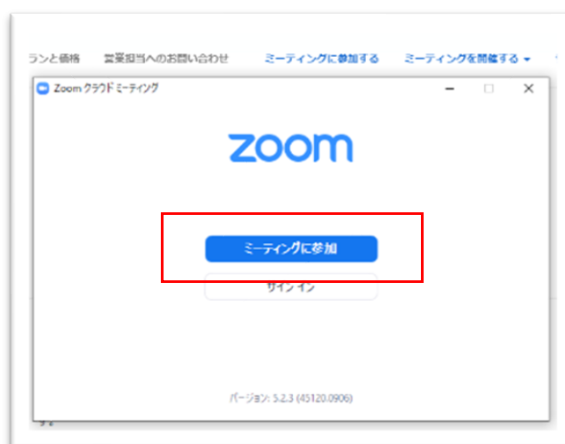 ランと価格 営業担当へのお問い合わせ ミーティングに参加する ミーティングを開催する
Zoom クラウド ミーティング
zoom
ミーティングに参加
サイン イン
バージョン: 5.2.3 (45120.0906)